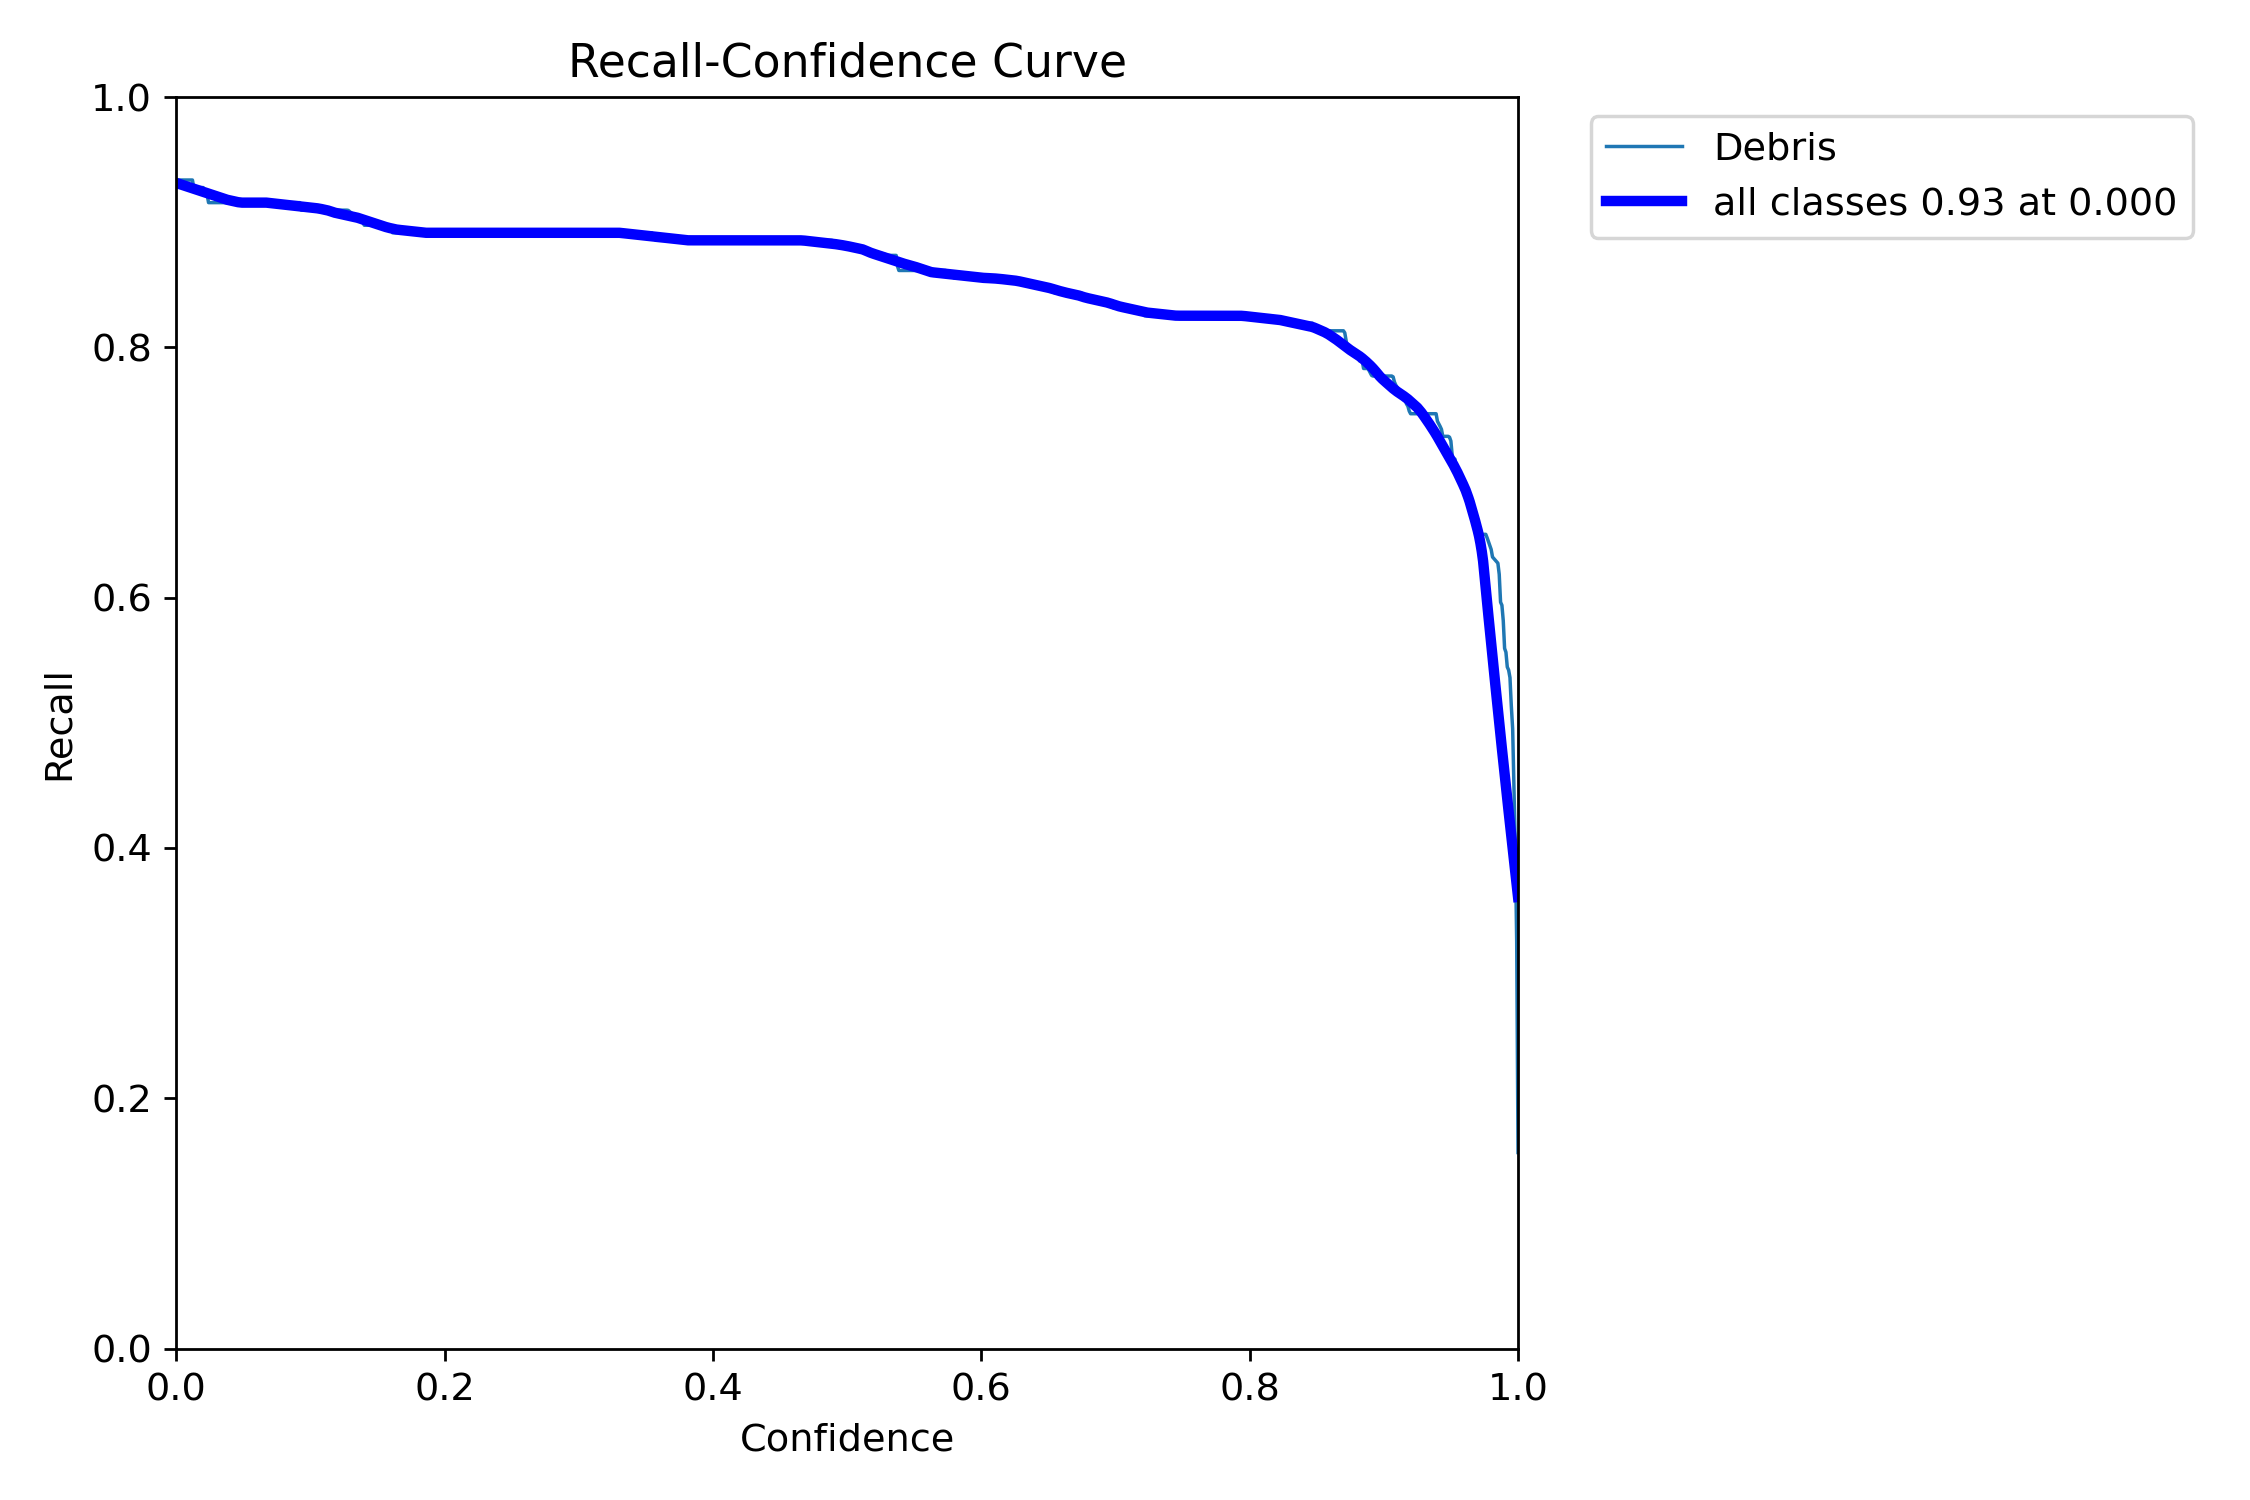 Recall-Confidence Curve
1.0
0.8
0.6
0.4
0.2
0.0
Recall
0.0 0.2 0.4 0.6 0.8 1.0
Confidence
Debris
all classes 0.93 at 0.000